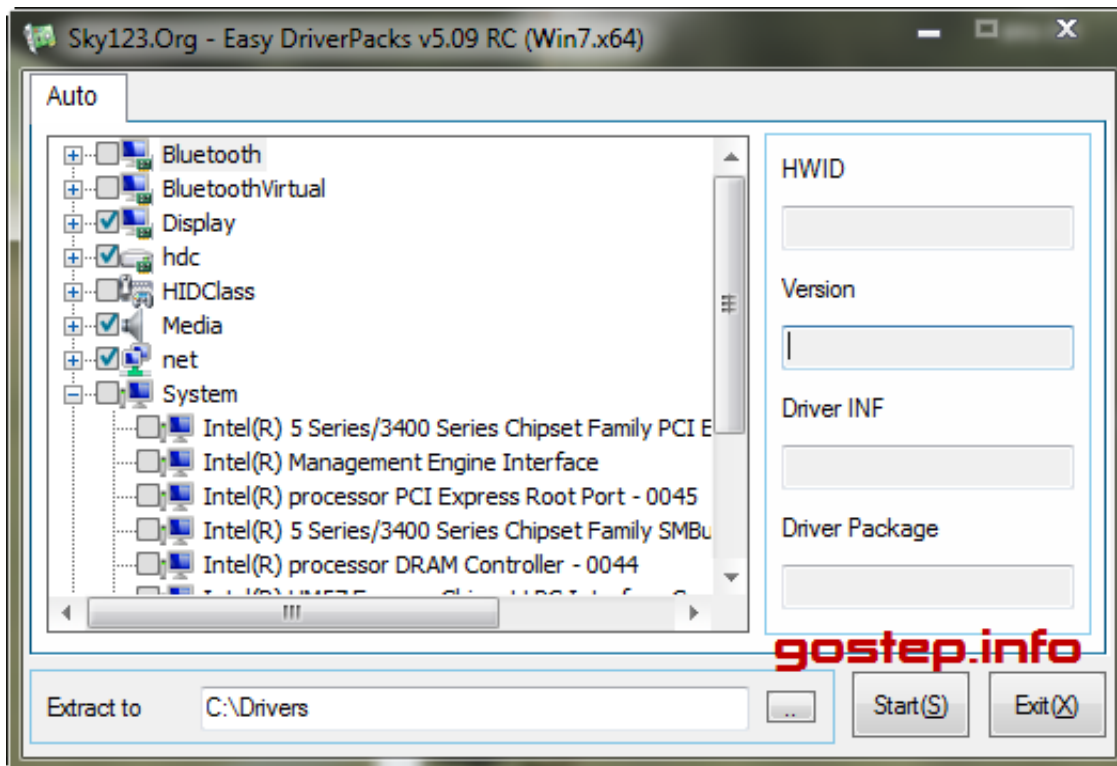 Sky123.Org - Easy DriverPacks v5.09 RC (Win7.x64)
Auto
Bluetooth
BluetoothVirtual
Display
hdc
HIDClass
Media
net
System
Intel(R) 5 Series/3400 Series Chipset Family PCI E
Intel(R) Management Engine Interface
Intel(R) processor PCI Express Root Port - 0045
Intel(R) 5 Series/3400 Series Chipset Family SMBu
Intel(R) processor DRAM Controller - 0044
HWID
Version
Driver INF
Driver Package
gostep.info
Extract to
C:\Drivers
..
Start(S)
Exit(X)